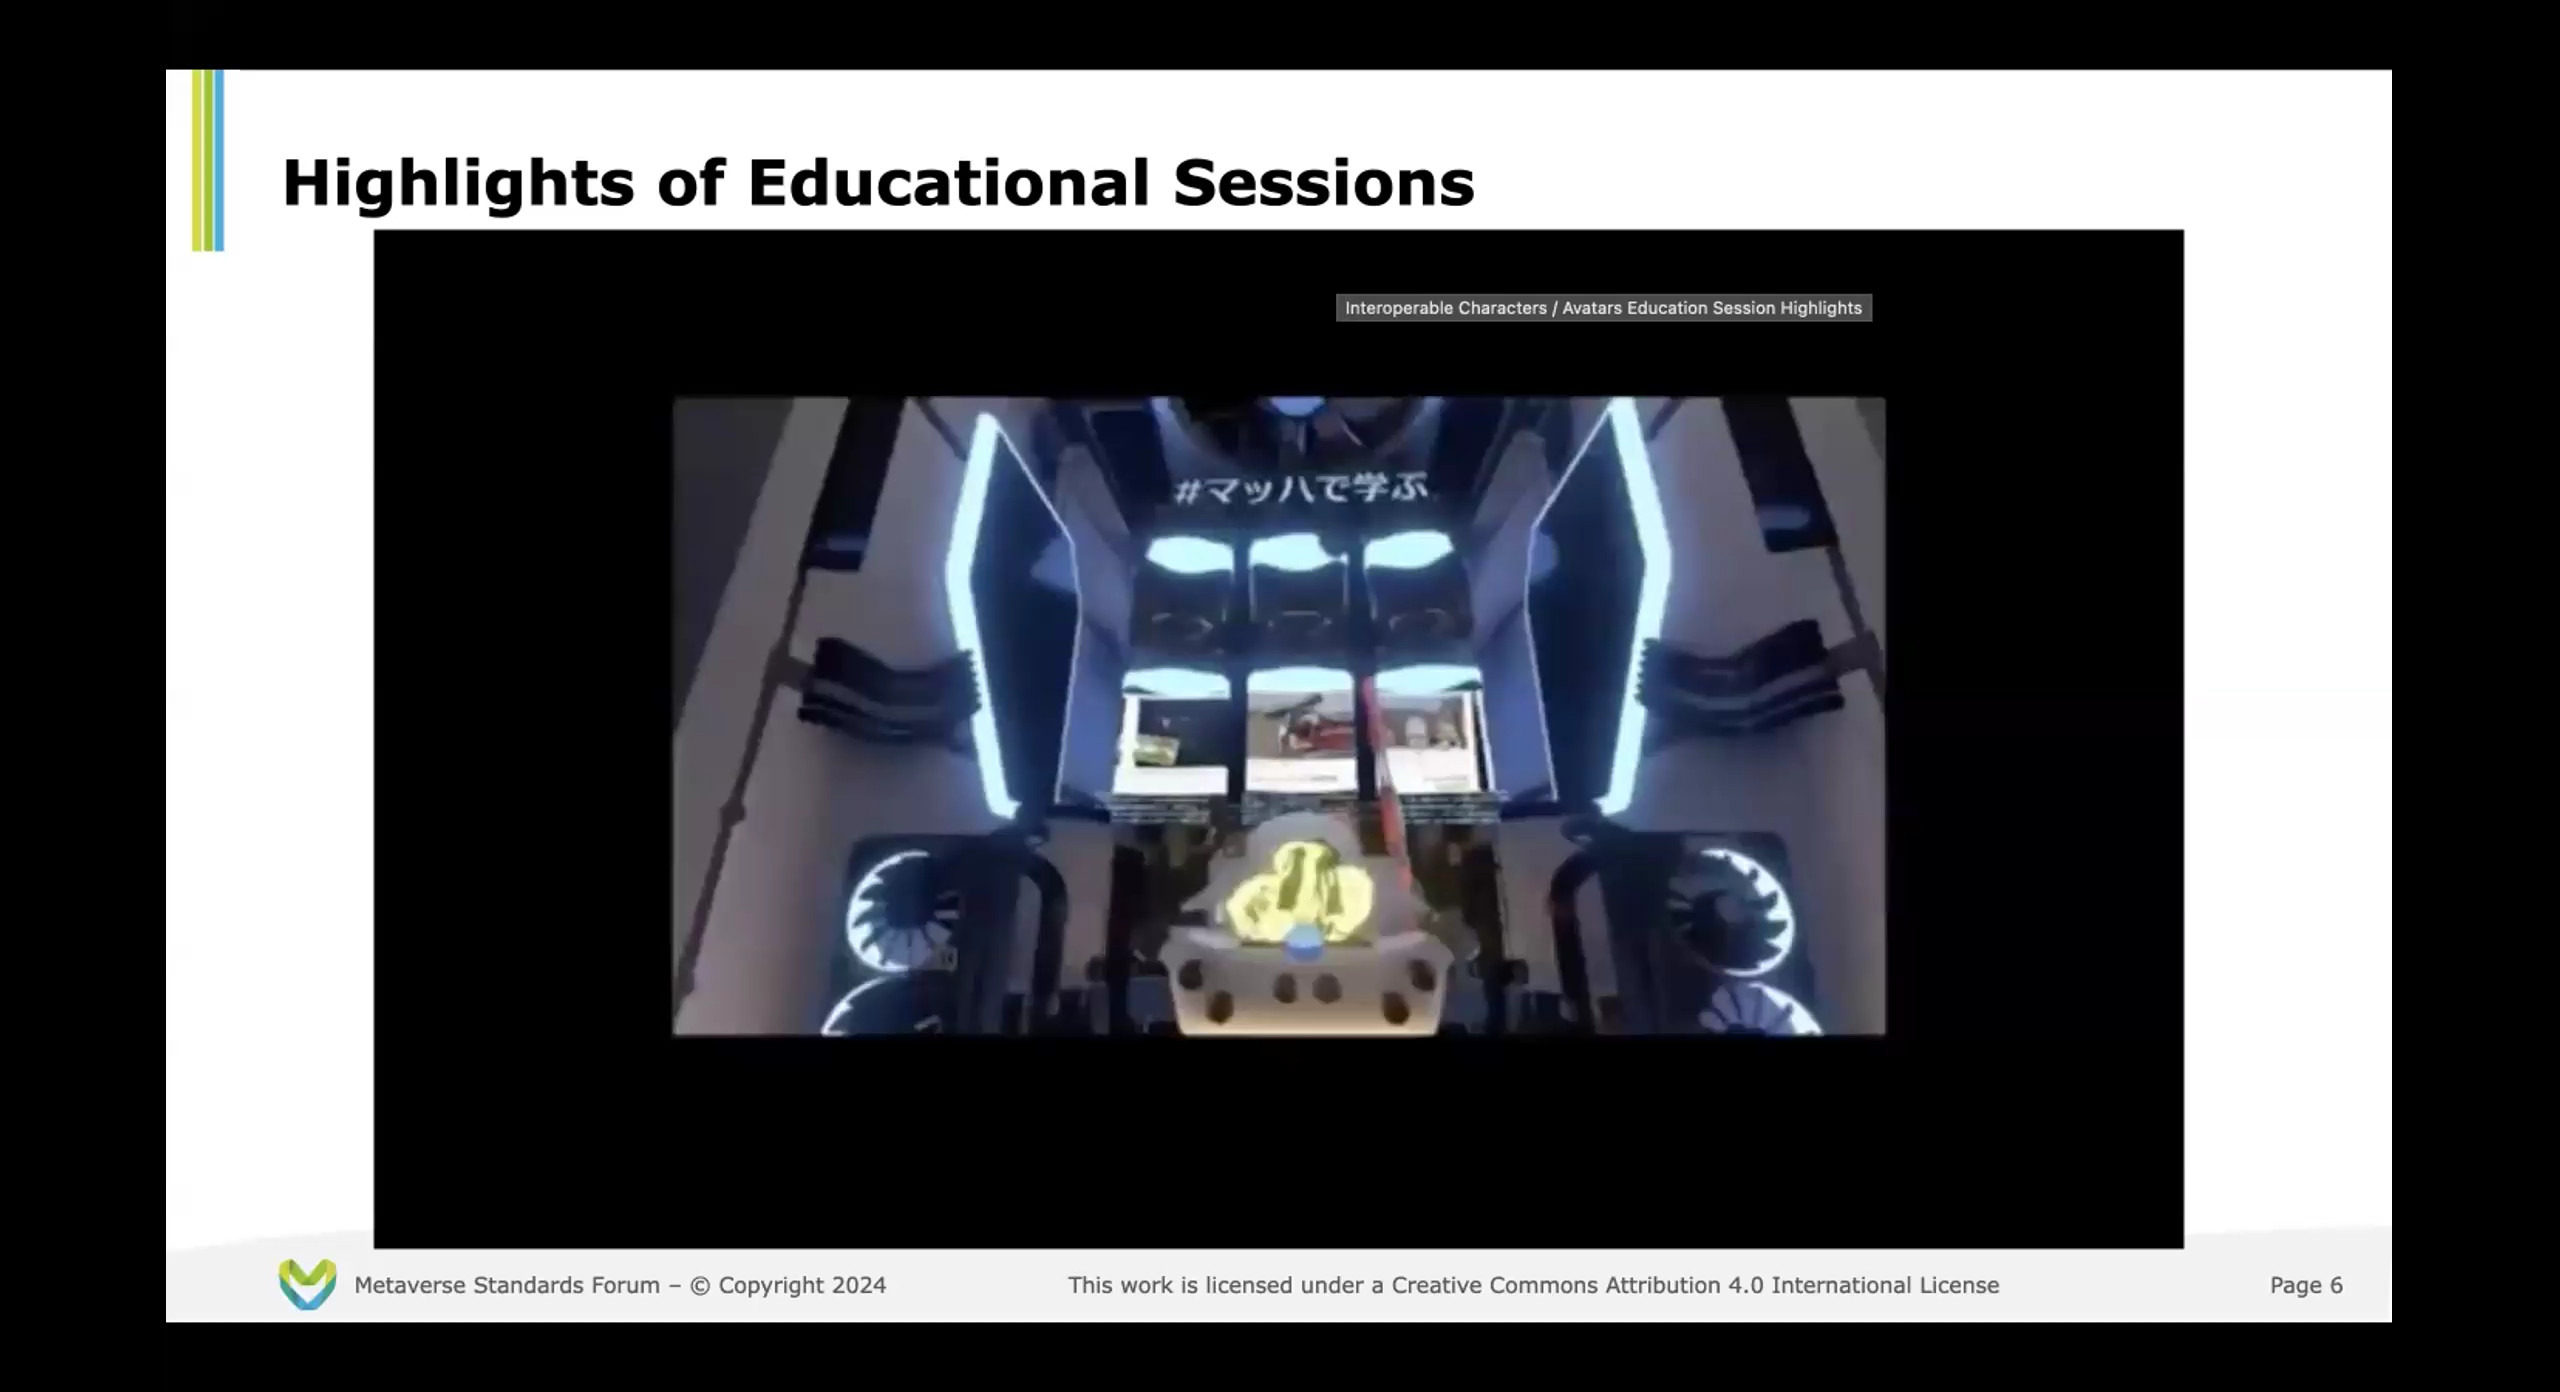 Highlights of Educational Sessions
Interoperable Characters / Avatars Education Session Highlights
#マッハで学ぶ
Metaverse Standards Forum – © Copyright 2024
This work is licensed under a Creative Commons Attribution 4.0 International License
Page 6